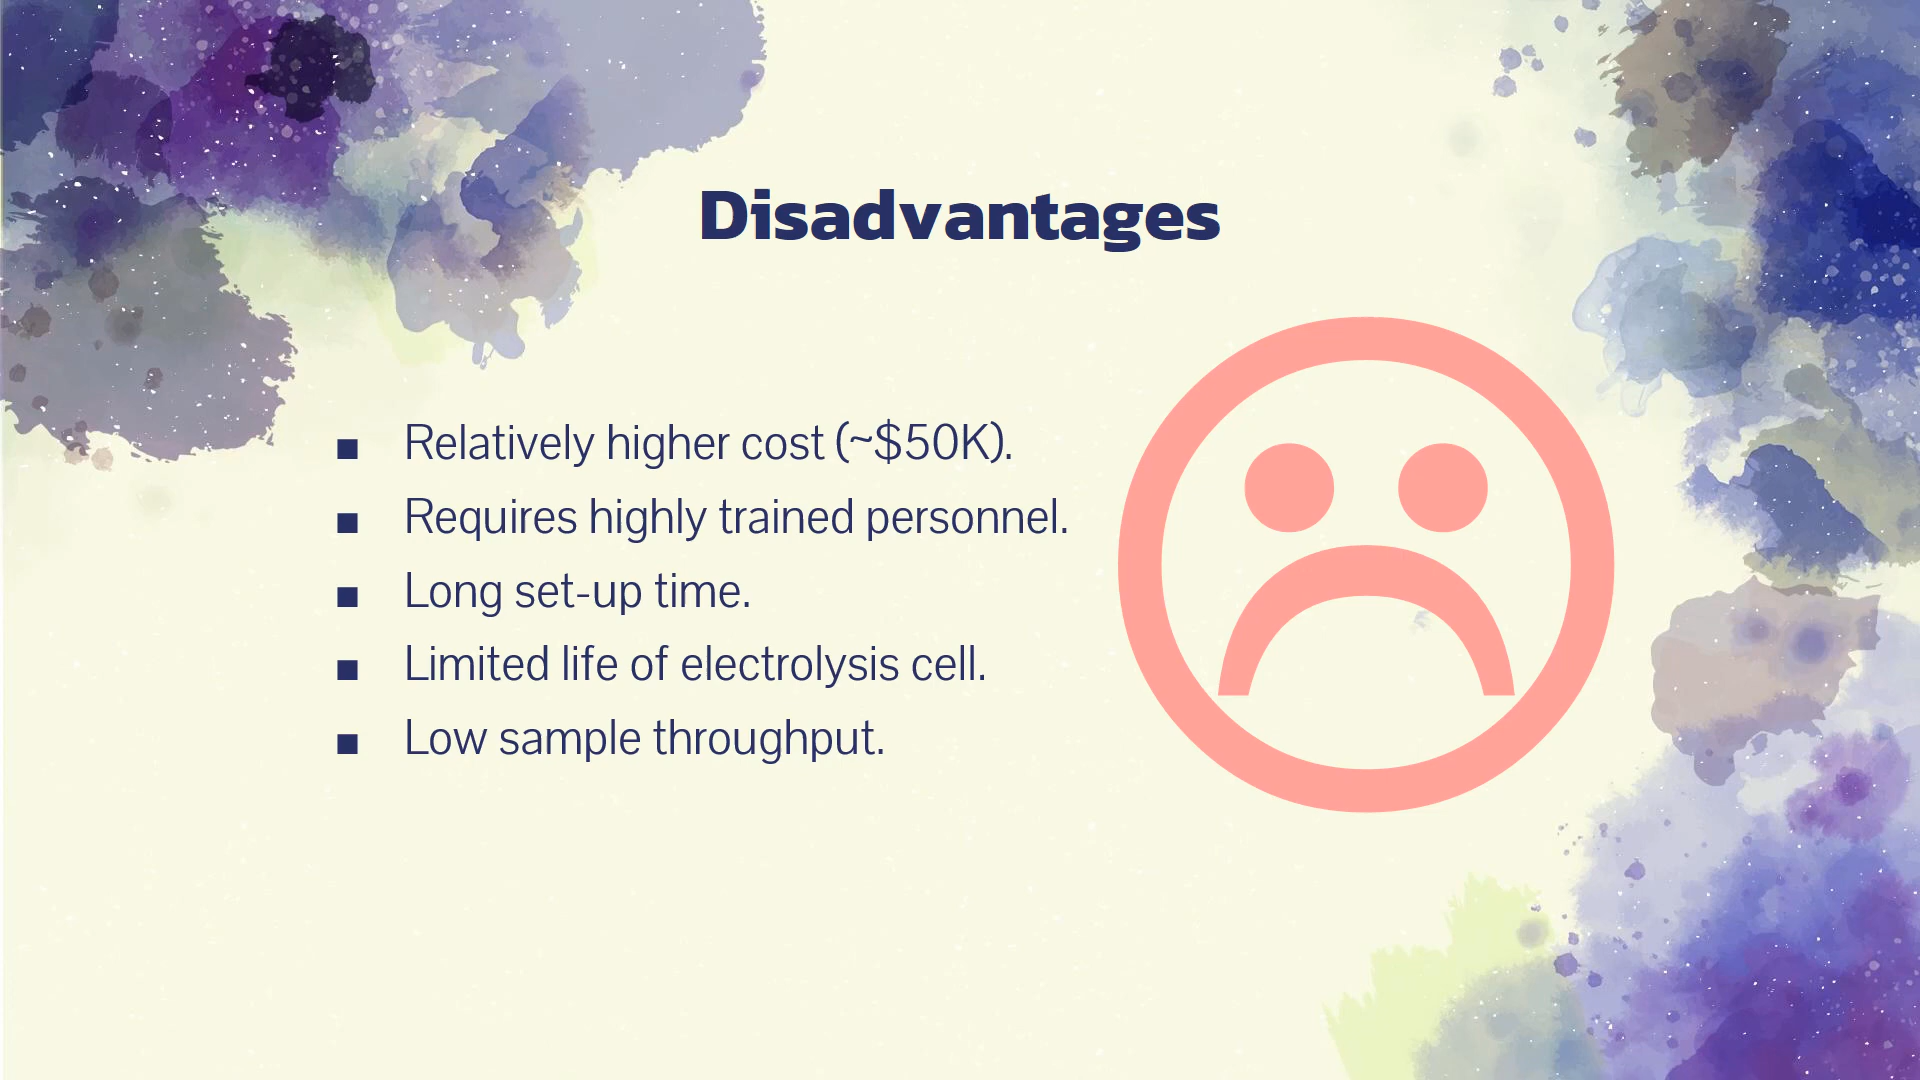 Disadvantages
▪ Relatively higher cost (~$50K).
▪ Requires highly trained personnel.
▪ Long set-up time.
▪ Limited life of electrolysis cell.
▪ Low sample throughput.